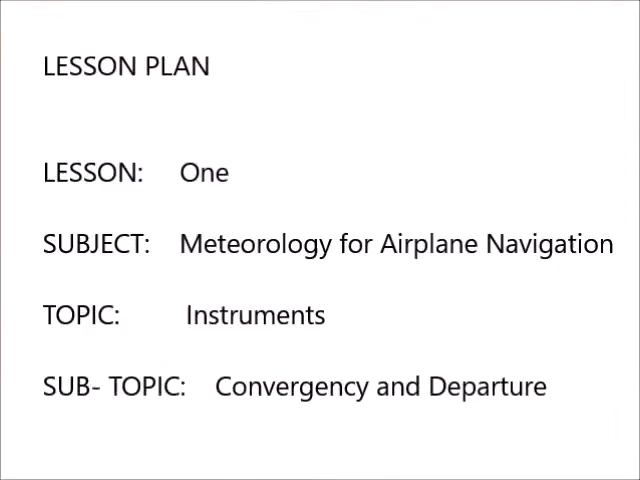 LESSON PLAN
LESSON: One
SUBJECT: Meteorology for Airplane Navigation
TOPIC: Instruments
SUB- TOPIC: Convergency and Departure